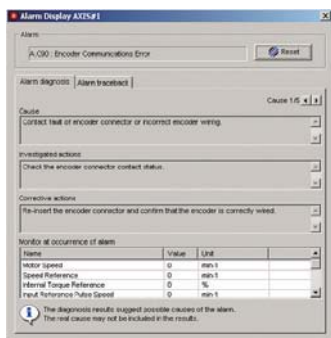 Alarm Display AXIS#1
Alarm
A.C90 : Encoder Communications Error
Reset
Alarm diagnosis
Alarm traceback
Cause 1/5
Cause
Contact fault of encoder connector or incorrect encoder wiring.
Investigated actions
Check the encoder connector contact status.
Corrective actions
Re-insert the encoder connector and confirm that the encoder is correctly wired.
Monitor at occurrence of alarm
Name Value Unit
Motor Speed 0 min-1
Speed Reference 0 min-1
Internal Torque Reference 0 %
Input Reference Pulse Speed 0 min-1
The diagnosis results suggest possible causes of the alarm.
The real cause may not be included in the results.